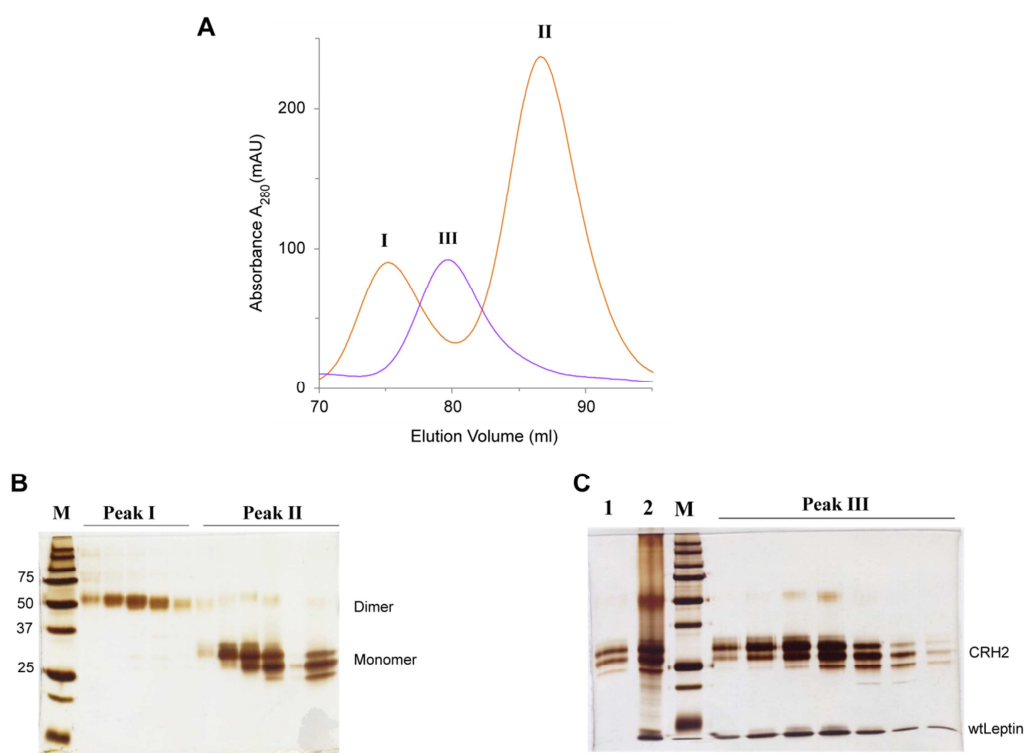 A
I
III
II
Absorbance A280 (mAU)
200
100
0
70
80
90
Elution Volume (ml)
B
M
Peak I
Peak II
75
50
37
25
Dimer
Monomer
C
1
2
M
Peak III
CRH2
wtLeptin